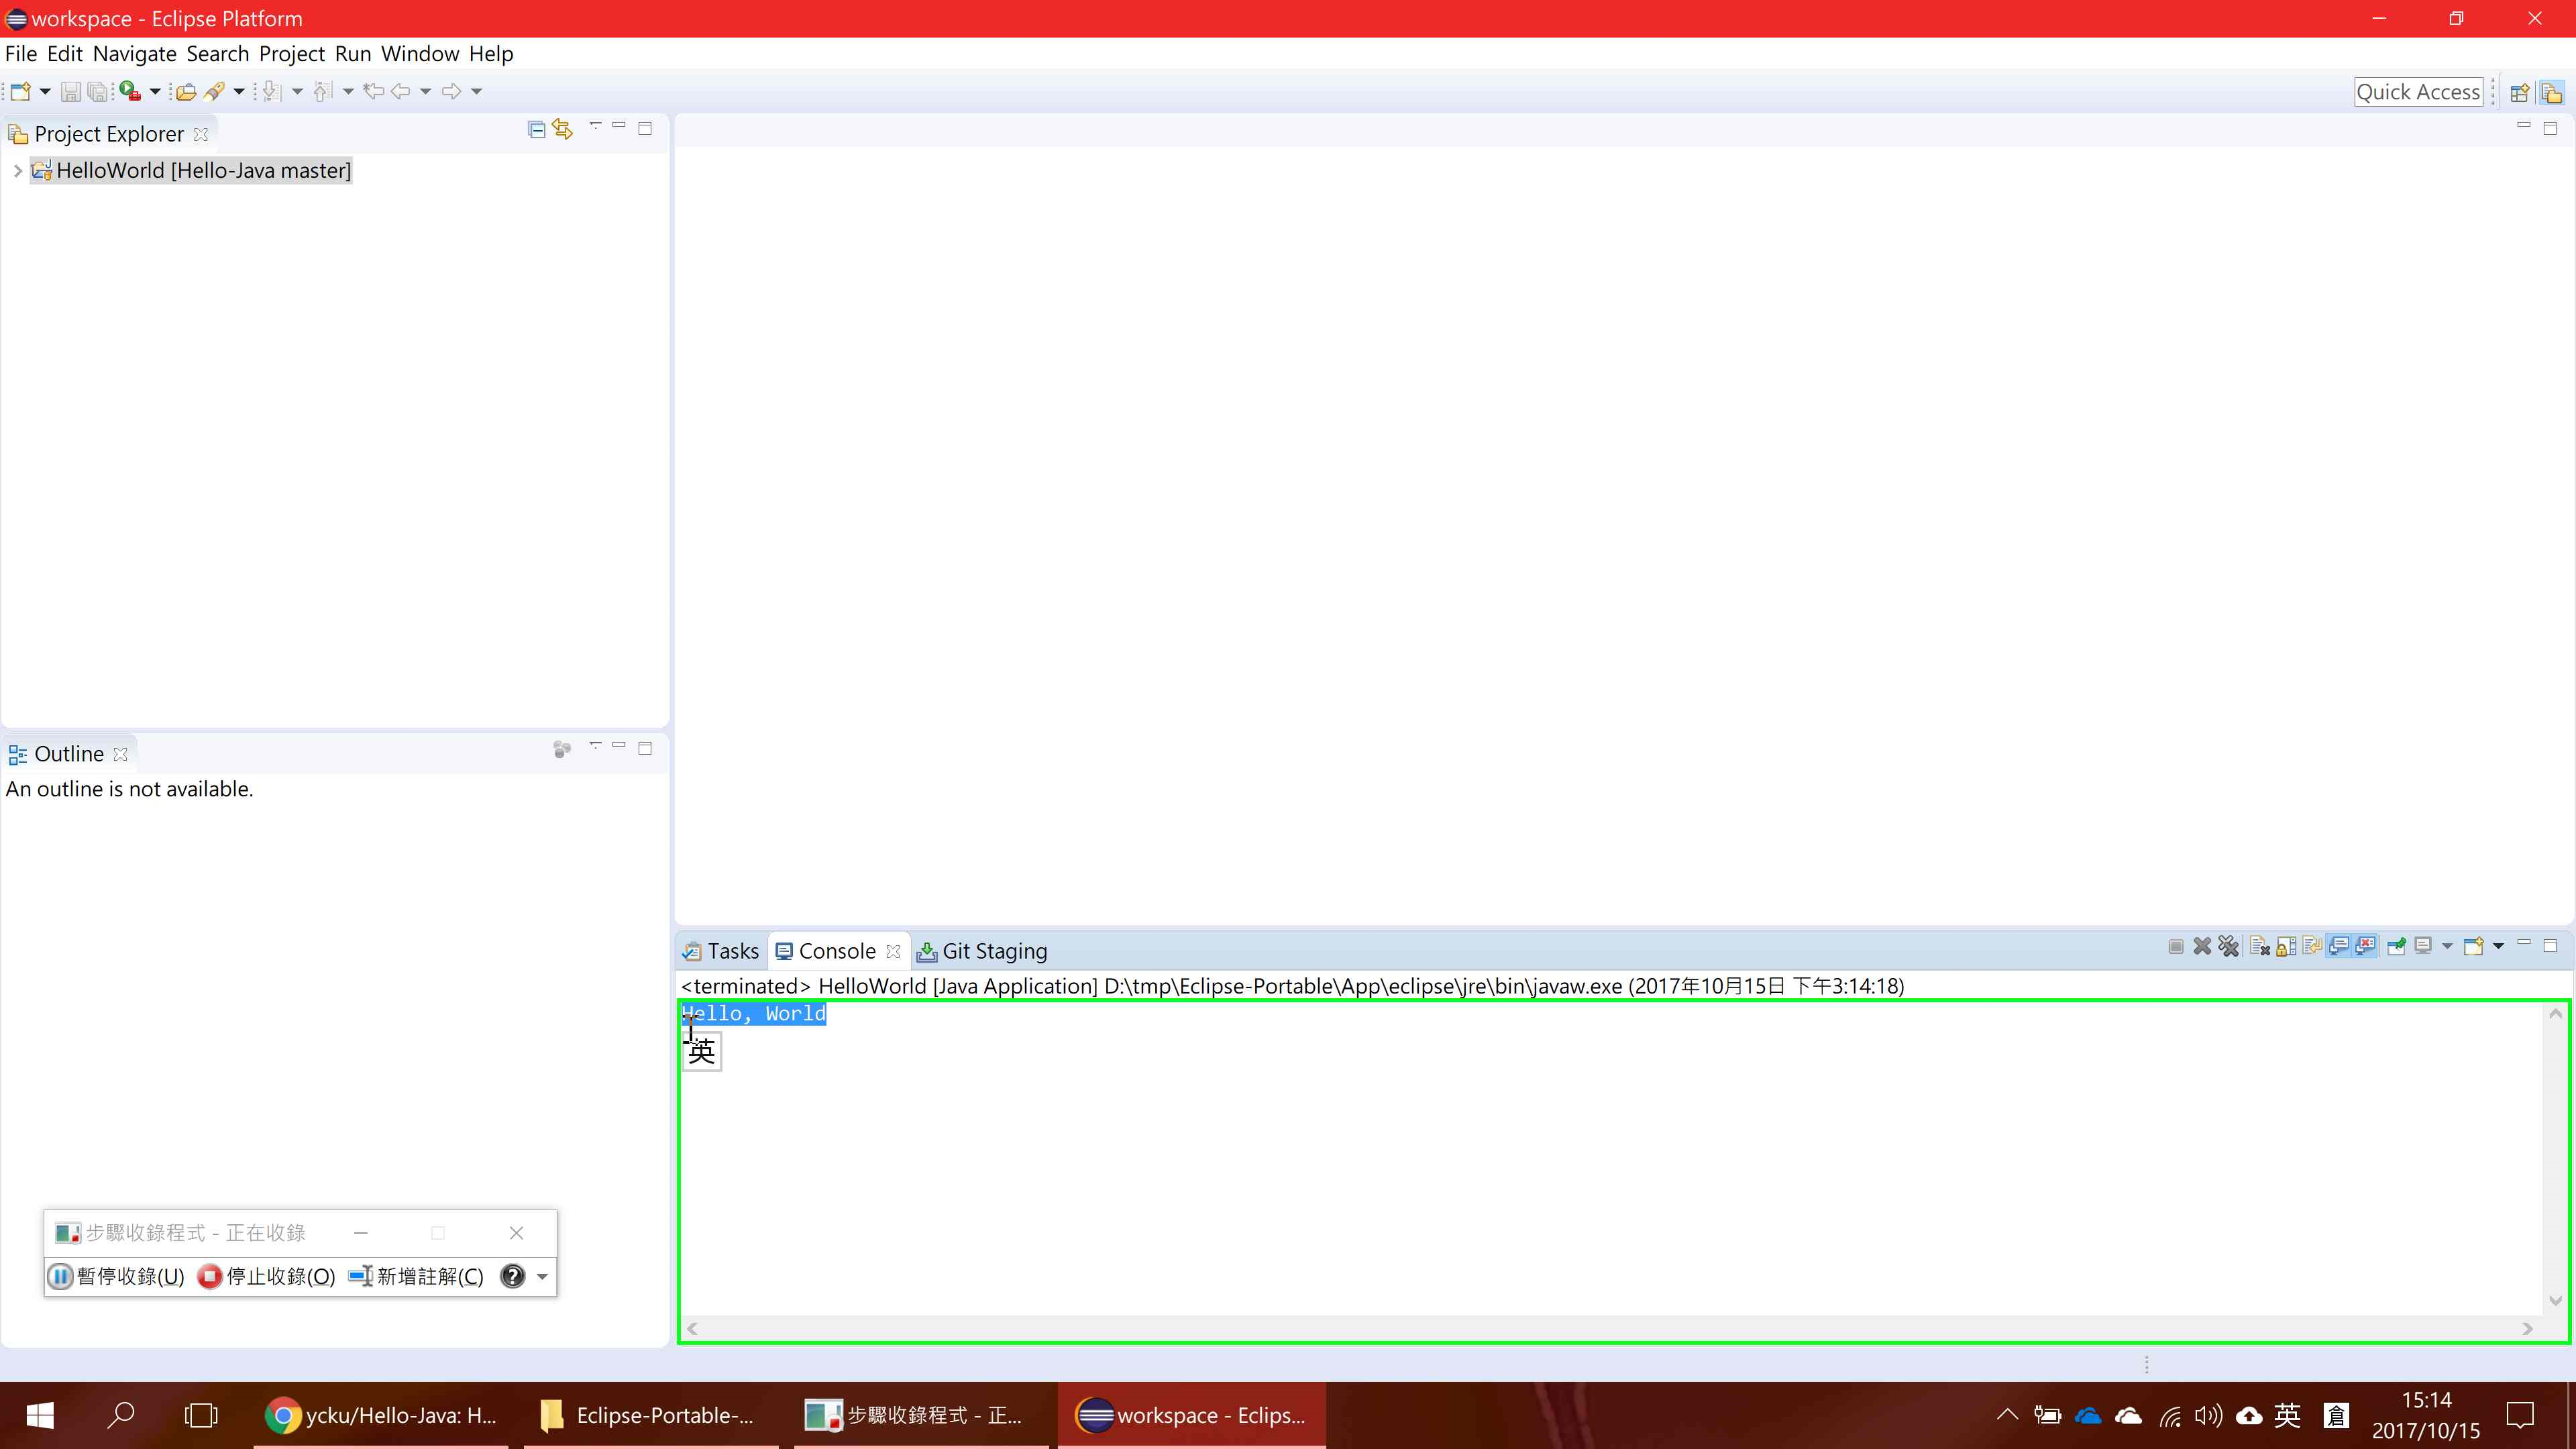 workspace - Eclipse Platform
File Edit Navigate Search Project Run Window Help
Quick Access
Project Explorer
HelloWorld [Hello-Java master]
Outline
An outline is not available.
Tasks Console Git Staging
<terminated> HelloWorld [Java Application] D:\tmp\Eclipse-Portable\App\eclipse\jre\bin\javaw.exe (2017年10月15日 下午3:14:18)
Hello, World
英
步驟收錄程式 - 正在收錄
暫停收錄(U) 停止收錄(O) 新增註解(C)
ycku/Hello-Java: H... Eclipse-Portable-... 步驟收錄程式 - 正... workspace - Eclips... 英 倉
15:14
2017/10/15